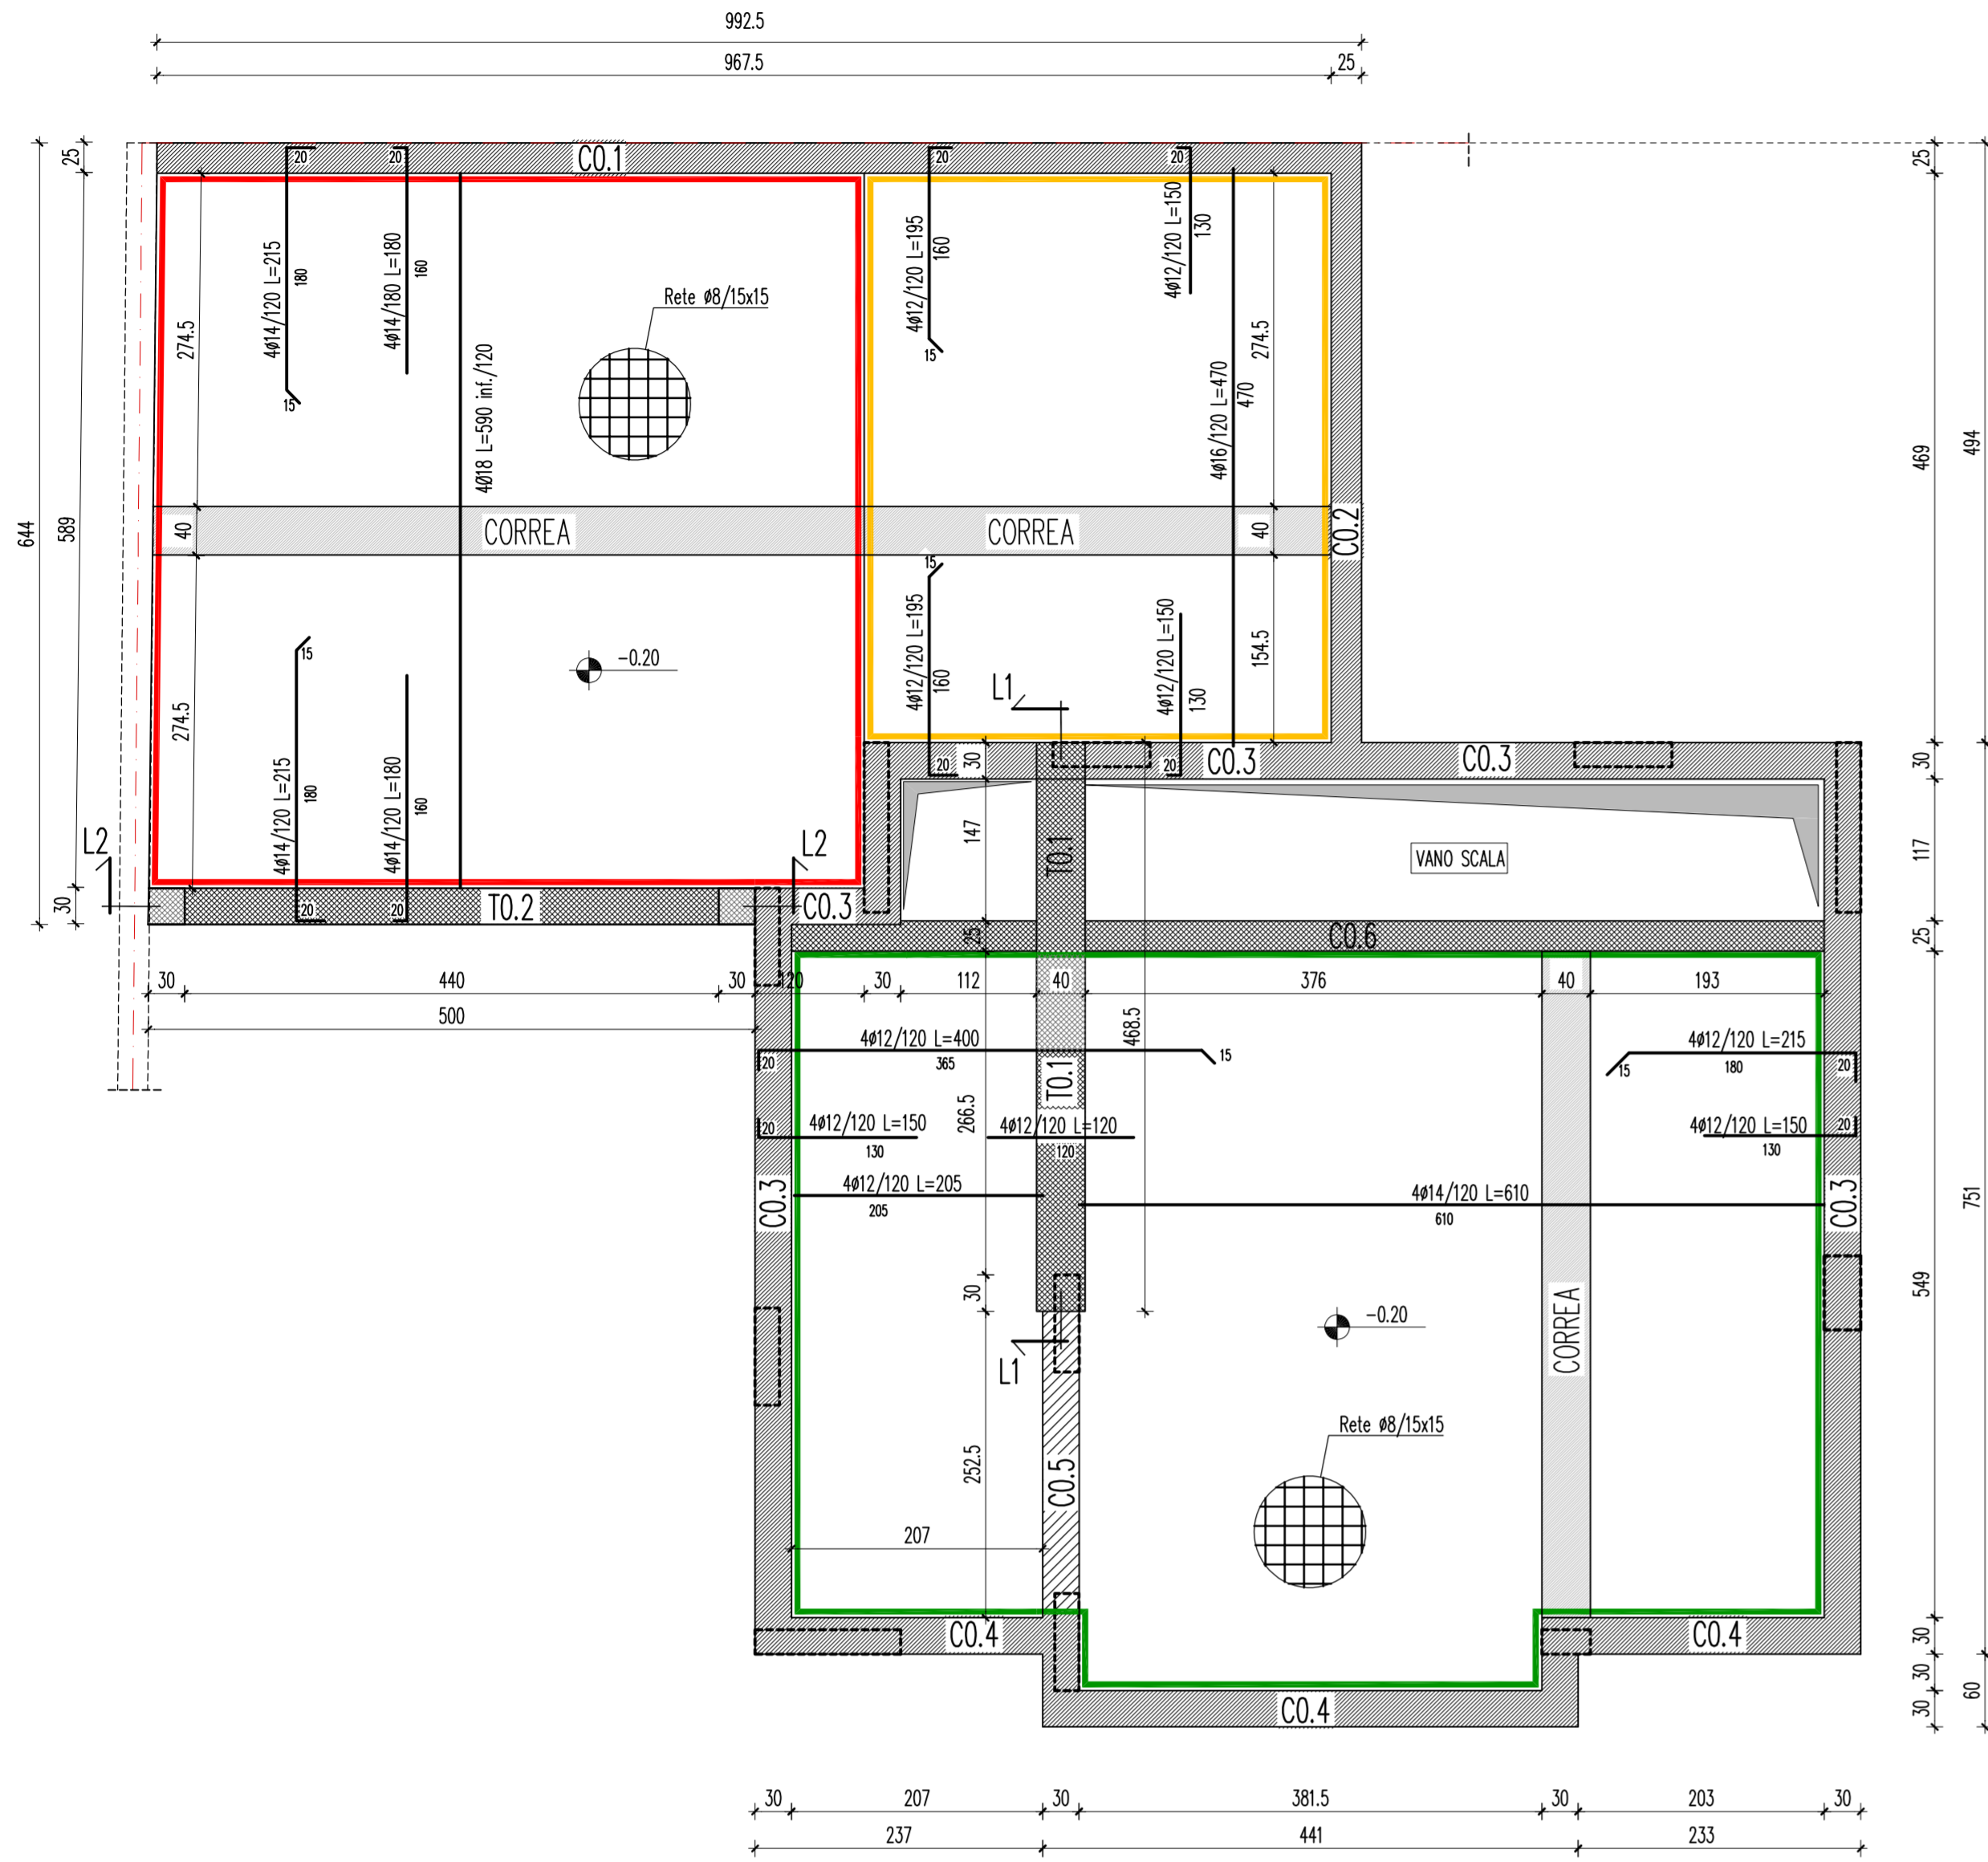 992.5
967.5
25
25
644
589
30
CO.1
20
20
20
20
4ø14/120 L=215
180
15
4ø14/180 L=180
160
4Ø18 L=590 inf./120
Rete ø8/15x15
274.5
40
274.5
CORREA
CORREA
4ø12/120 L=195
160
15
4ø12/120 L=150
130
4ø16/120 L=470
470
274.5
40
154.5
CO.2
25
469
494
15
4ø14/120 L=215
180
20
4ø14/120 L=180
160
20
-0.20
15
4ø12/120 L=195
160
20
4ø12/120 L=150
130
20
L1
CO.3
CO.3
30
30
L2
L2
TO.2
CO.3
147
TO.1
VANO SCALA
117
25
CO.6
25
30
440
30
120
30
112
40
376
40
193
500
468.5
4ø12/120 L=400
365
20
15
4ø12/120 L=215
180
15
20
TO.1
266.5
4ø12/120 L=150
130
20
4ø12/120 L=120
120
4ø12/120 L=150
130
20
4ø12/120 L=205
205
4ø14/120 L=610
610
CO.3
CO.3
751
549
30
-0.20
CORREA
L1
Rete ø8/15x15
252.5
CO.5
207
CO.4
CO.4
30
30
30
60
CO.4
30
207
30
381.5
30
203
30
237
441
233